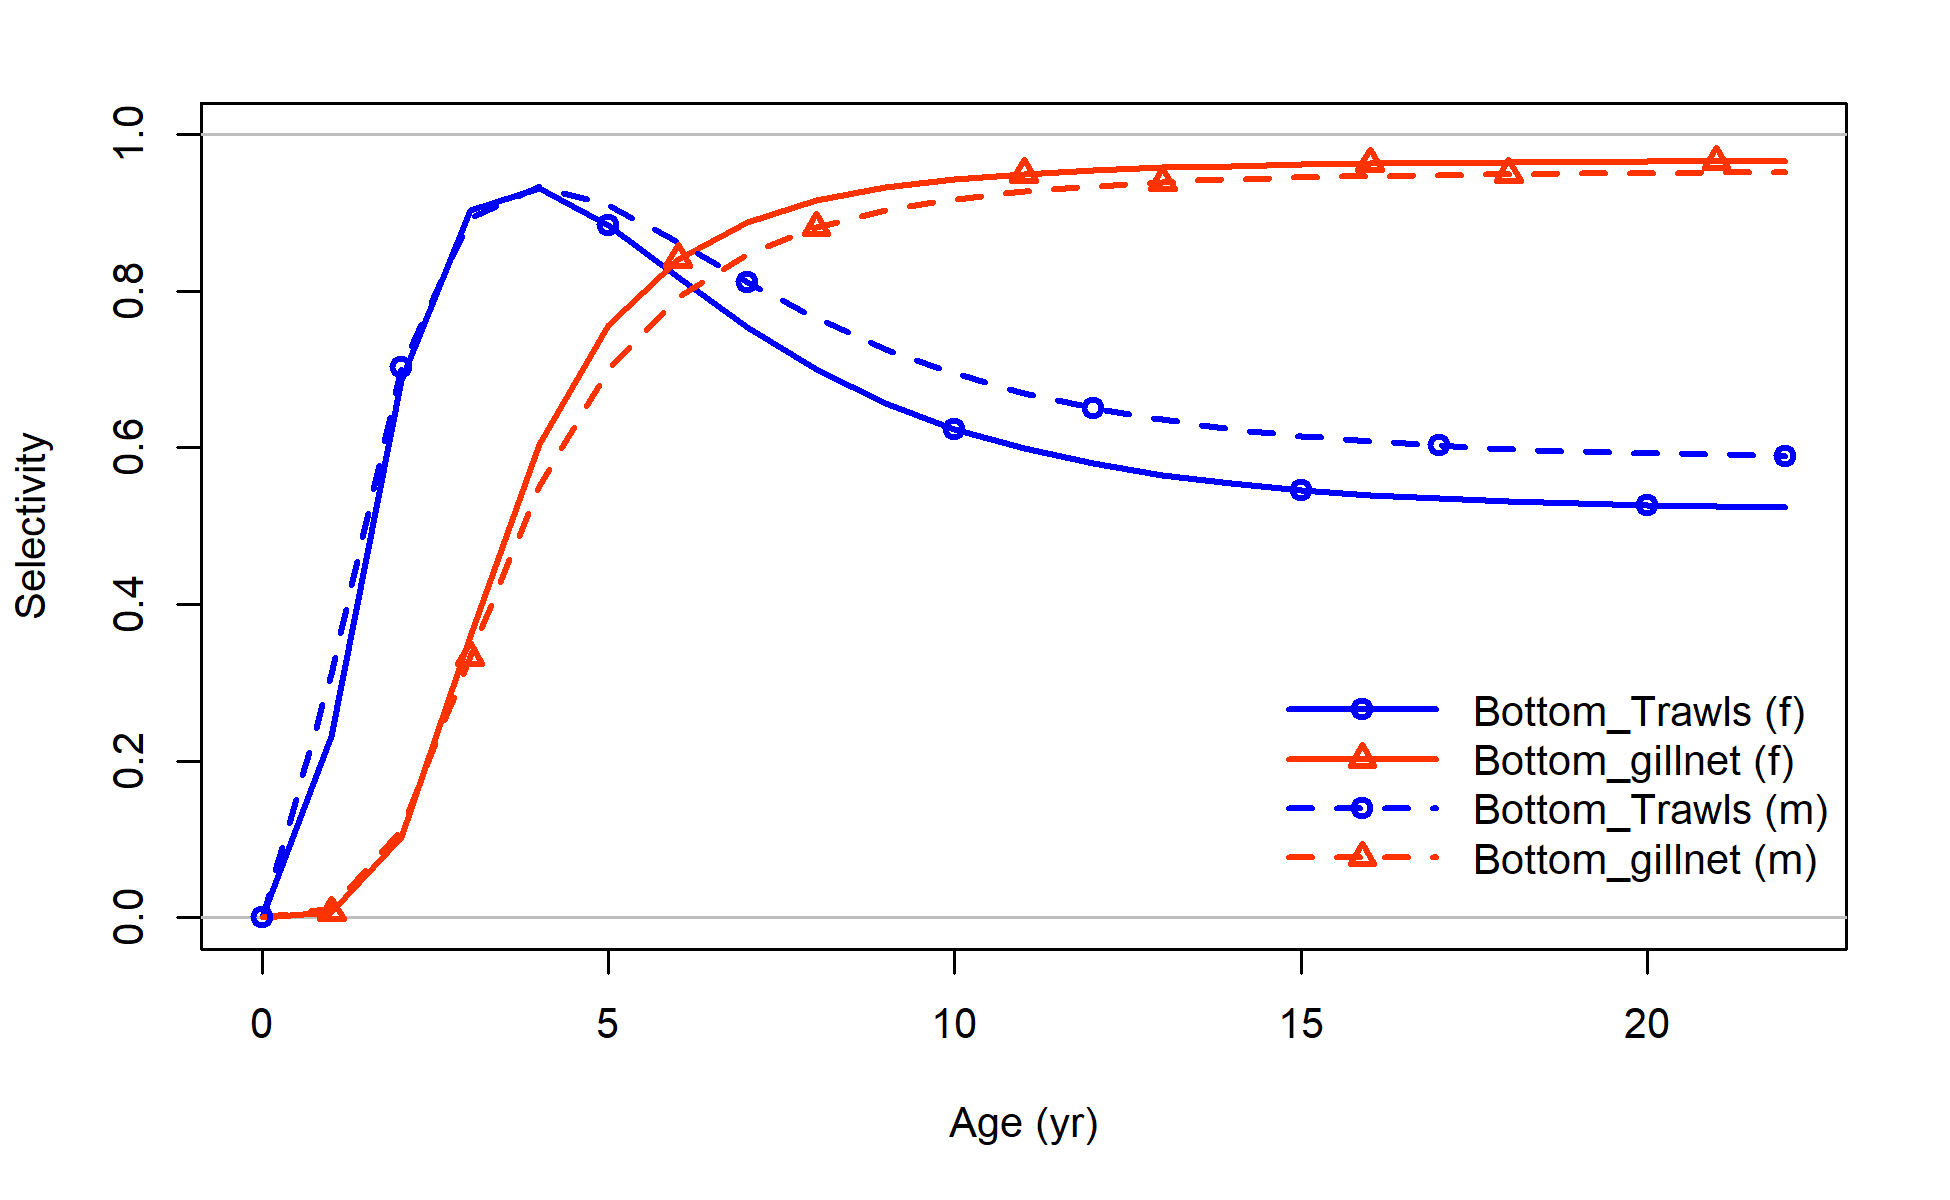 1.0
0.8
0.6
0.4
0.2
0.0
Selectivity
0 5 10 15 20
Age (yr)
Bottom_Trawls (f)
Bottom_gillnet (f)
Bottom_Trawls (m)
Bottom_gillnet (m)